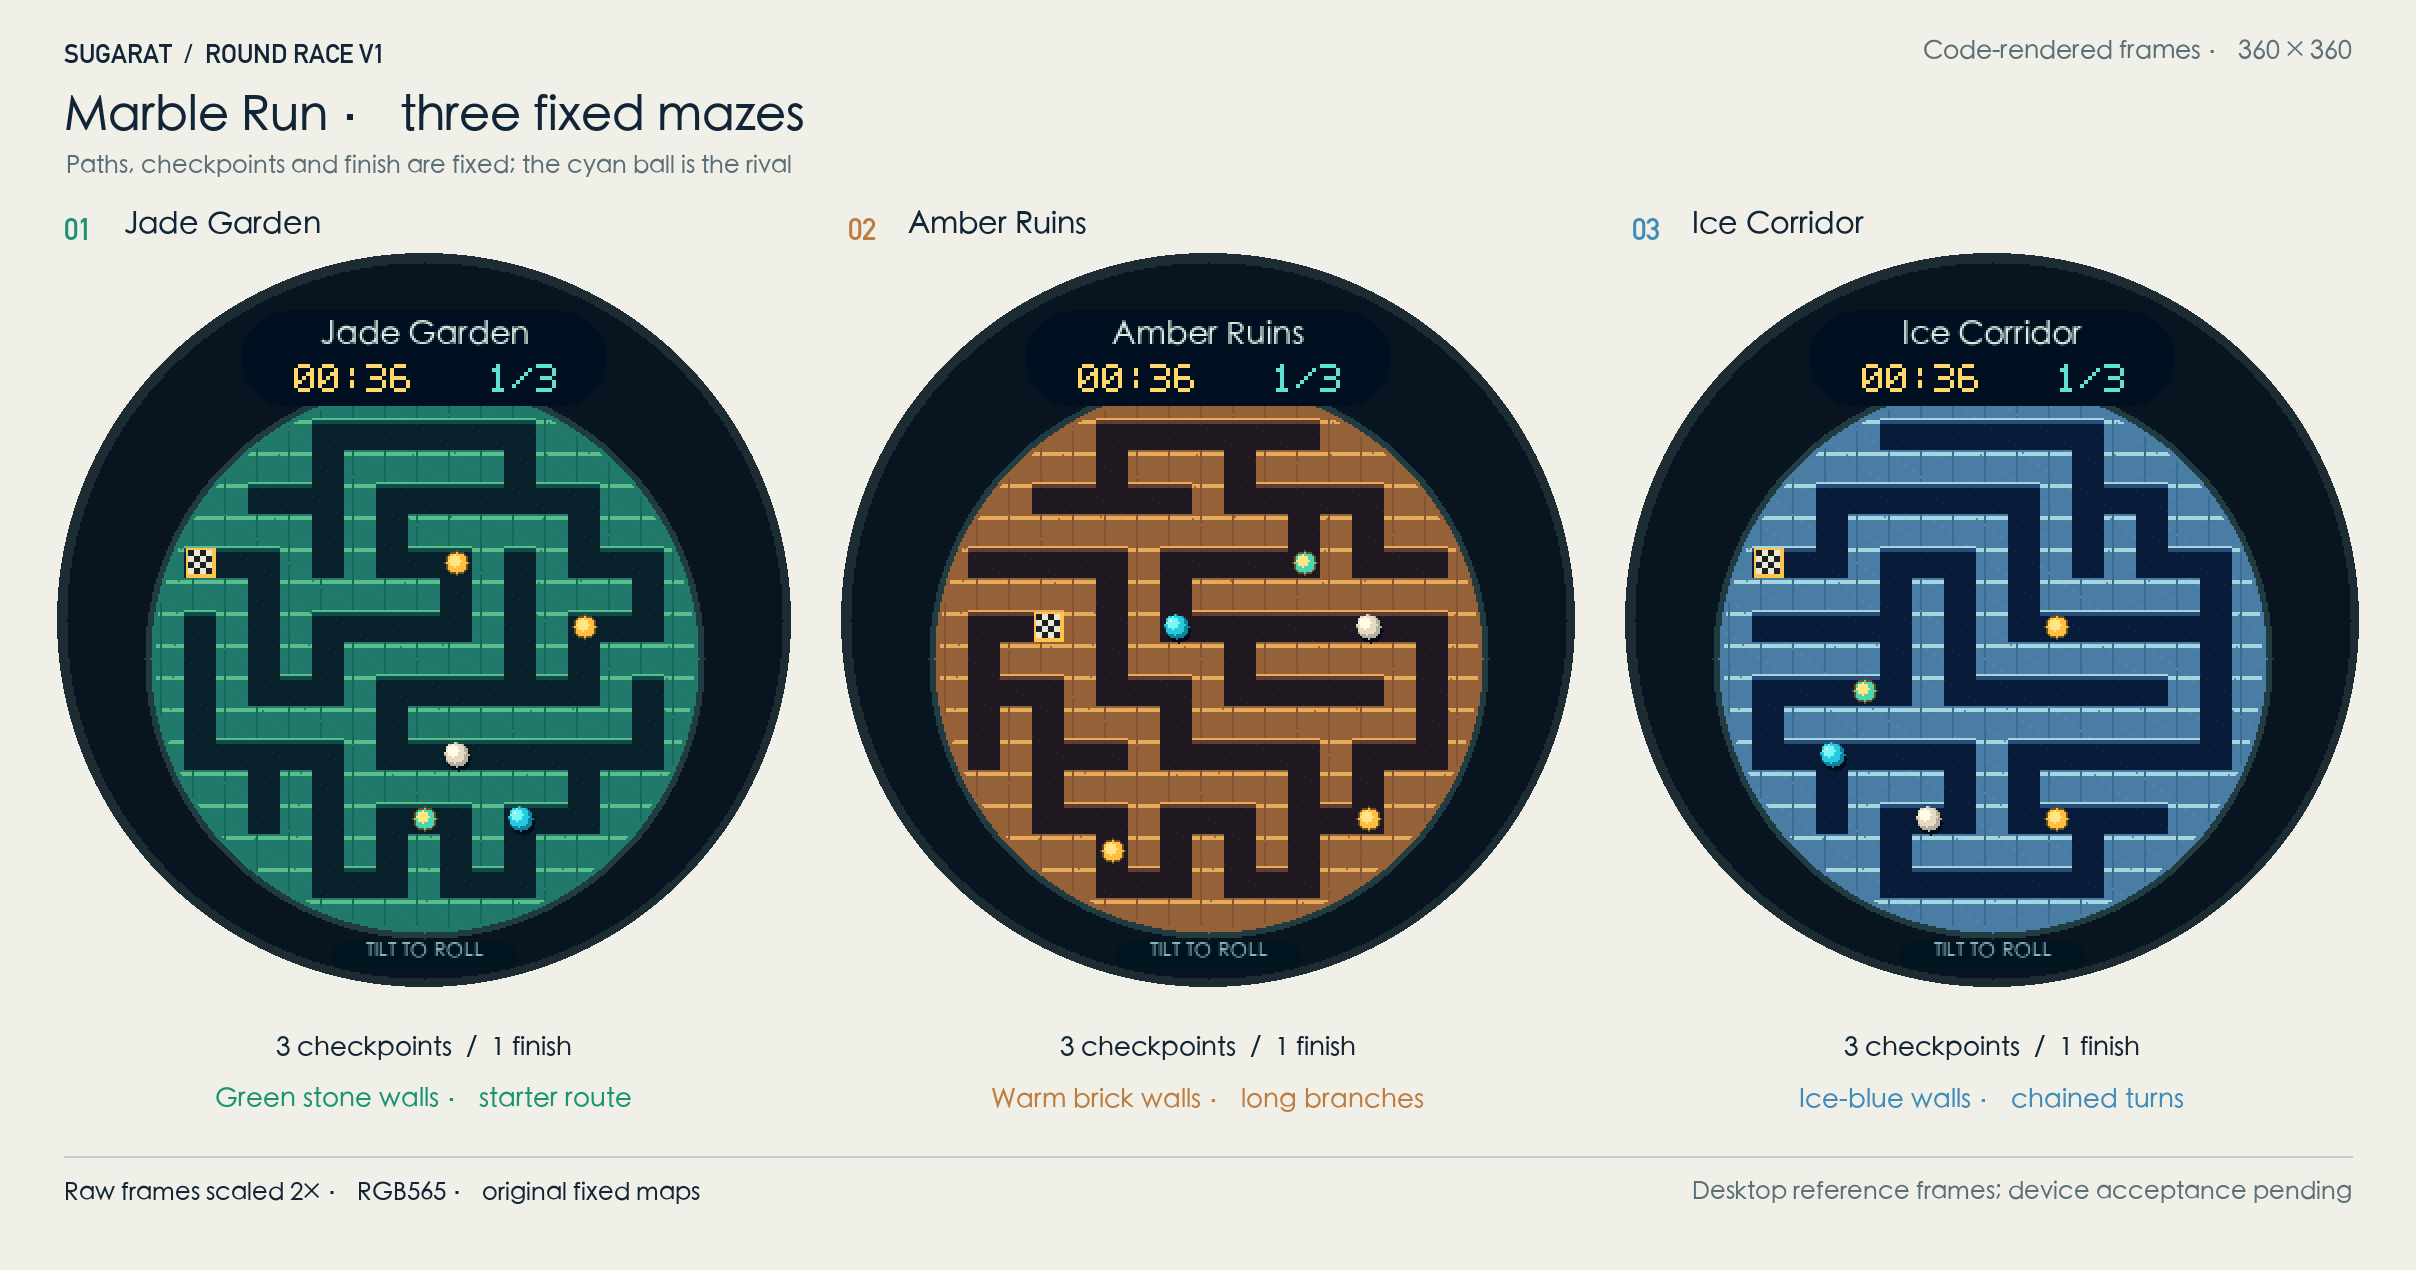 SUGARAT / ROUND RACE V1
Code-rendered frames · 360 × 360
Marble Run · three fixed mazes
Paths, checkpoints and finish are fixed; the cyan ball is the rival
01 Jade Garden
02 Amber Ruins
03 Ice Corridor
Jade Garden
00:36 1/3
TILT TO ROLL
Amber Ruins
00:36 1/3
TILT TO ROLL
Ice Corridor
00:36 1/3
TILT TO ROLL
3 checkpoints / 1 finish
Green stone walls · starter route
3 checkpoints / 1 finish
Warm brick walls · long branches
3 checkpoints / 1 finish
Ice-blue walls · chained turns
Raw frames scaled 2× · RGB565 · original fixed maps
Desktop reference frames; device acceptance pending